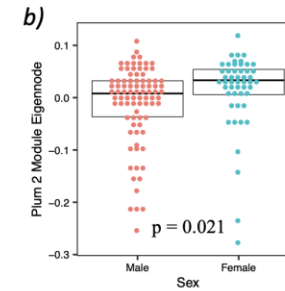 b)
Plum 2 Module Eigennode
0.1
0.0
−0.1
−0.2
−0.3
p = 0.021
Male
Female
Sex